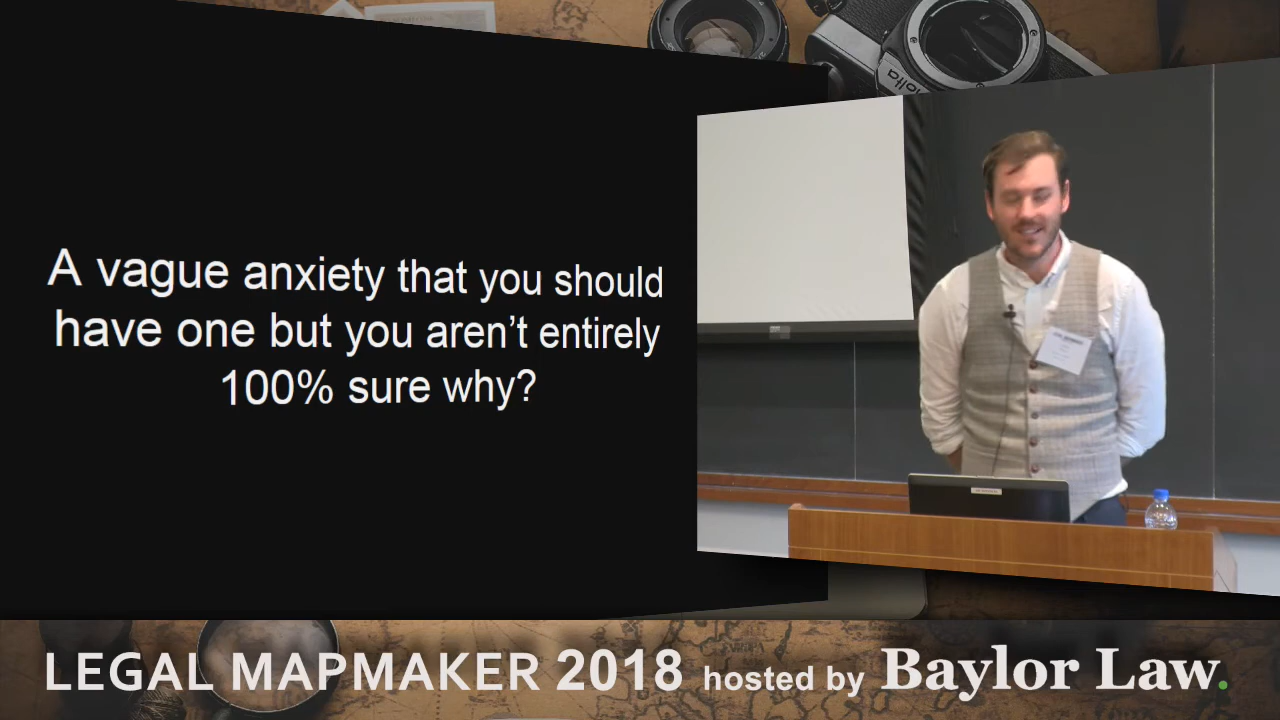 A vague anxiety that you should
have one but you aren’t entirely
100% sure why?
LEGAL MAPMAKER 2018 hosted by Baylor Law.